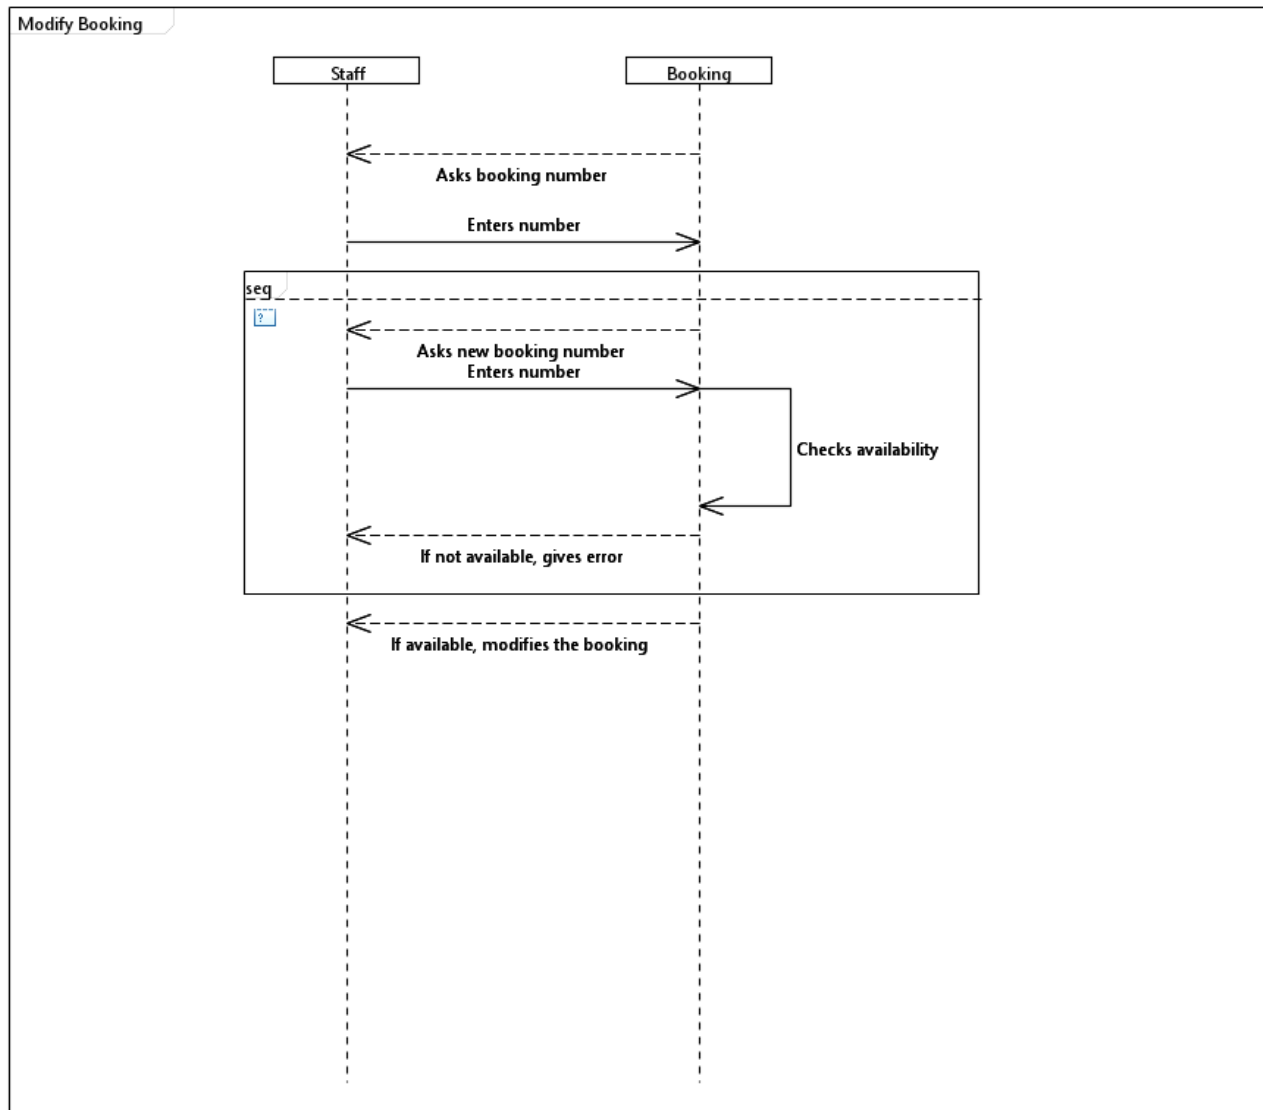 Modify Booking
Staff
Booking
Asks booking number
Enters number
seq
?
Asks new booking number
Enters number
Checks availability
If not available, gives error
If available, modifies the booking